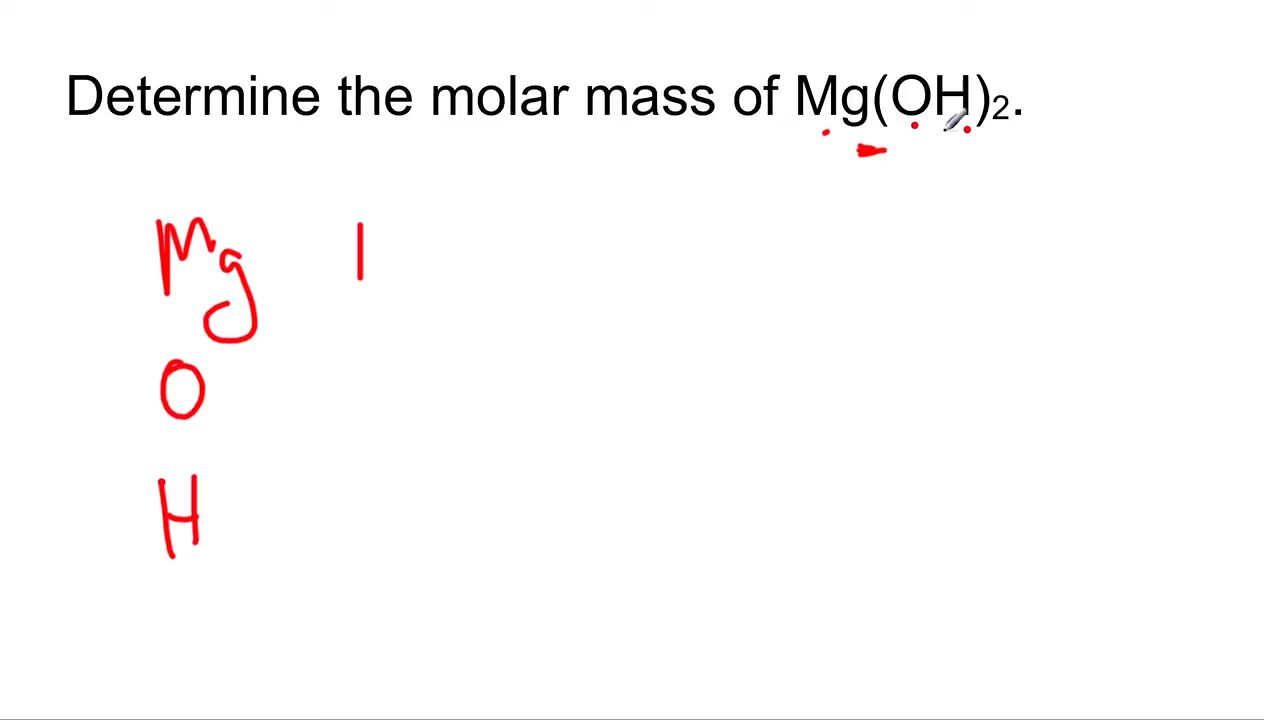 Determine the molar mass of Mg(OH)₂.
Mg 1
O
H